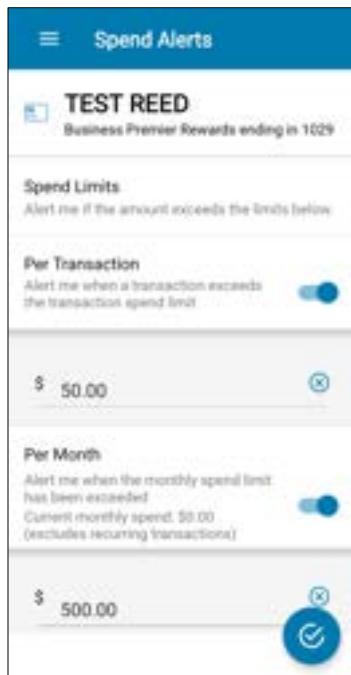 Spend Alerts
TEST REED
Business Premier Rewards ending in 1029
Spend Limits
Alert me if the amount exceeds the limits below
Per Transaction
Alert me when a transaction exceeds
the transaction spend limit
$ 50.00
Per Month
Alert me when the monthly spend limit
has been exceeded
Current monthly spend: $0.00
(excludes recurring transactions)
$ 500.00